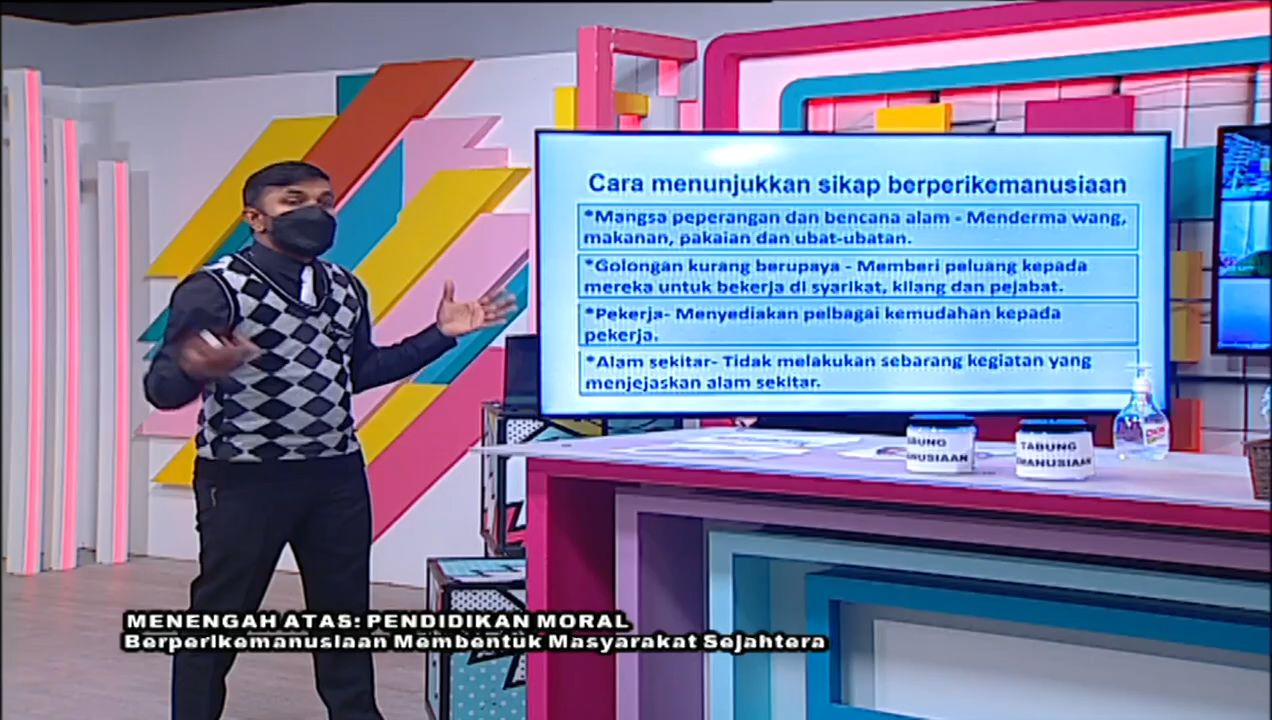 Cara menunjukkan sikap berperikemanusiaan
*Mangsa peperangan dan bencana alam - Menderma wang,
makanan, pakaian dan ubat-ubatan.
*Golongan kurang berupaya - Memberi peluang kepada
mereka untuk bekerja di syarikat, kilang dan pejabat.
*Pekerja- Menyediakan pelbagai kemudahan kepada
pekerja.
*Alam sekitar- Tidak melakukan sebarang kegiatan yang
menjejaskan alam sekitar.
TABUNG
MENENGAH ATAS: PENDIDIKAN MORAL
Berperikemanusiaan Membentuk Masyarakat Sejahtera